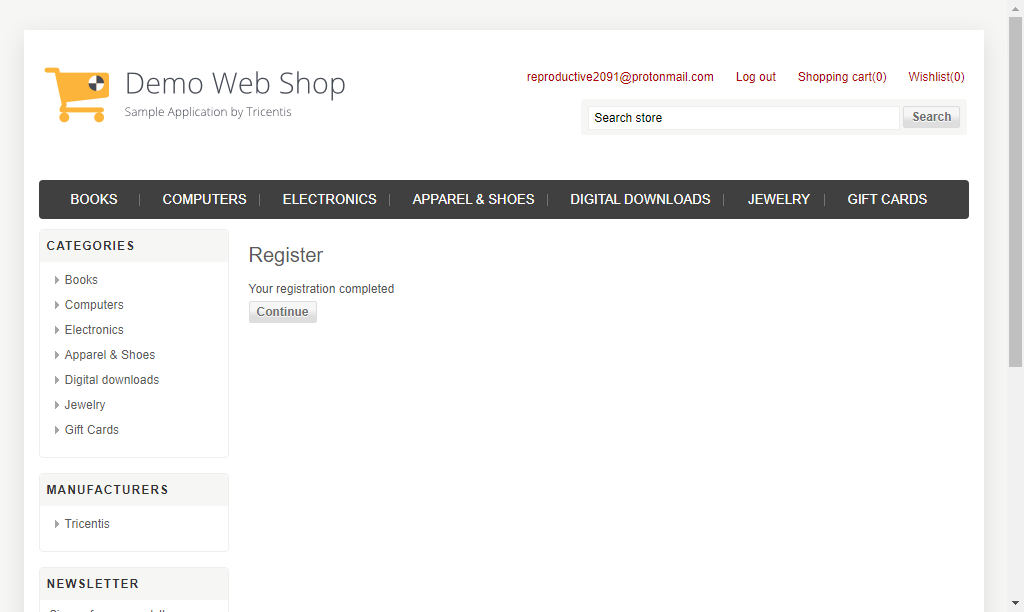 Demo Web Shop
Sample Application by Tricentis
reproductive2091@protonmail.com Log out Shopping cart(0) Wishlist(0)
Search store Search
BOOKS COMPUTERS ELECTRONICS APPAREL & SHOES DIGITAL DOWNLOADS JEWELRY GIFT CARDS
CATEGORIES
Books
Computers
Electronics
Apparel & Shoes
Digital downloads
Jewelry
Gift Cards
MANUFACTURERS
Tricentis
NEWSLETTER
Register
Your registration completed
Continue